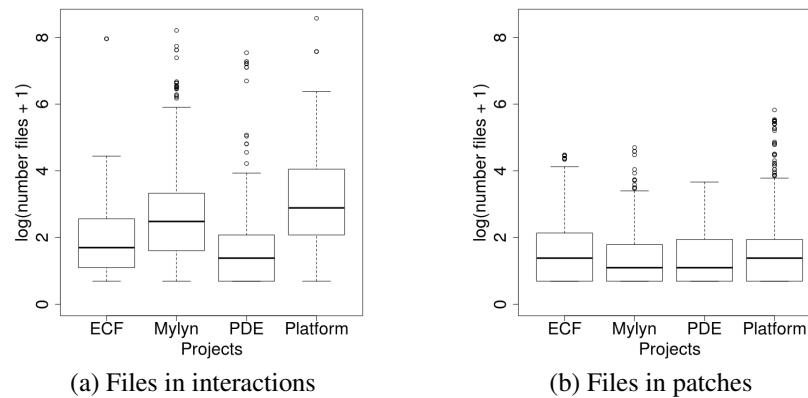 log(number files + 1)
8
6
4
2
0
ECF Mylyn PDE Platform
Projects
(a) Files in interactions
log(number files + 1)
8
6
4
2
0
ECF Mylyn PDE Platform
Projects
(b) Files in patches